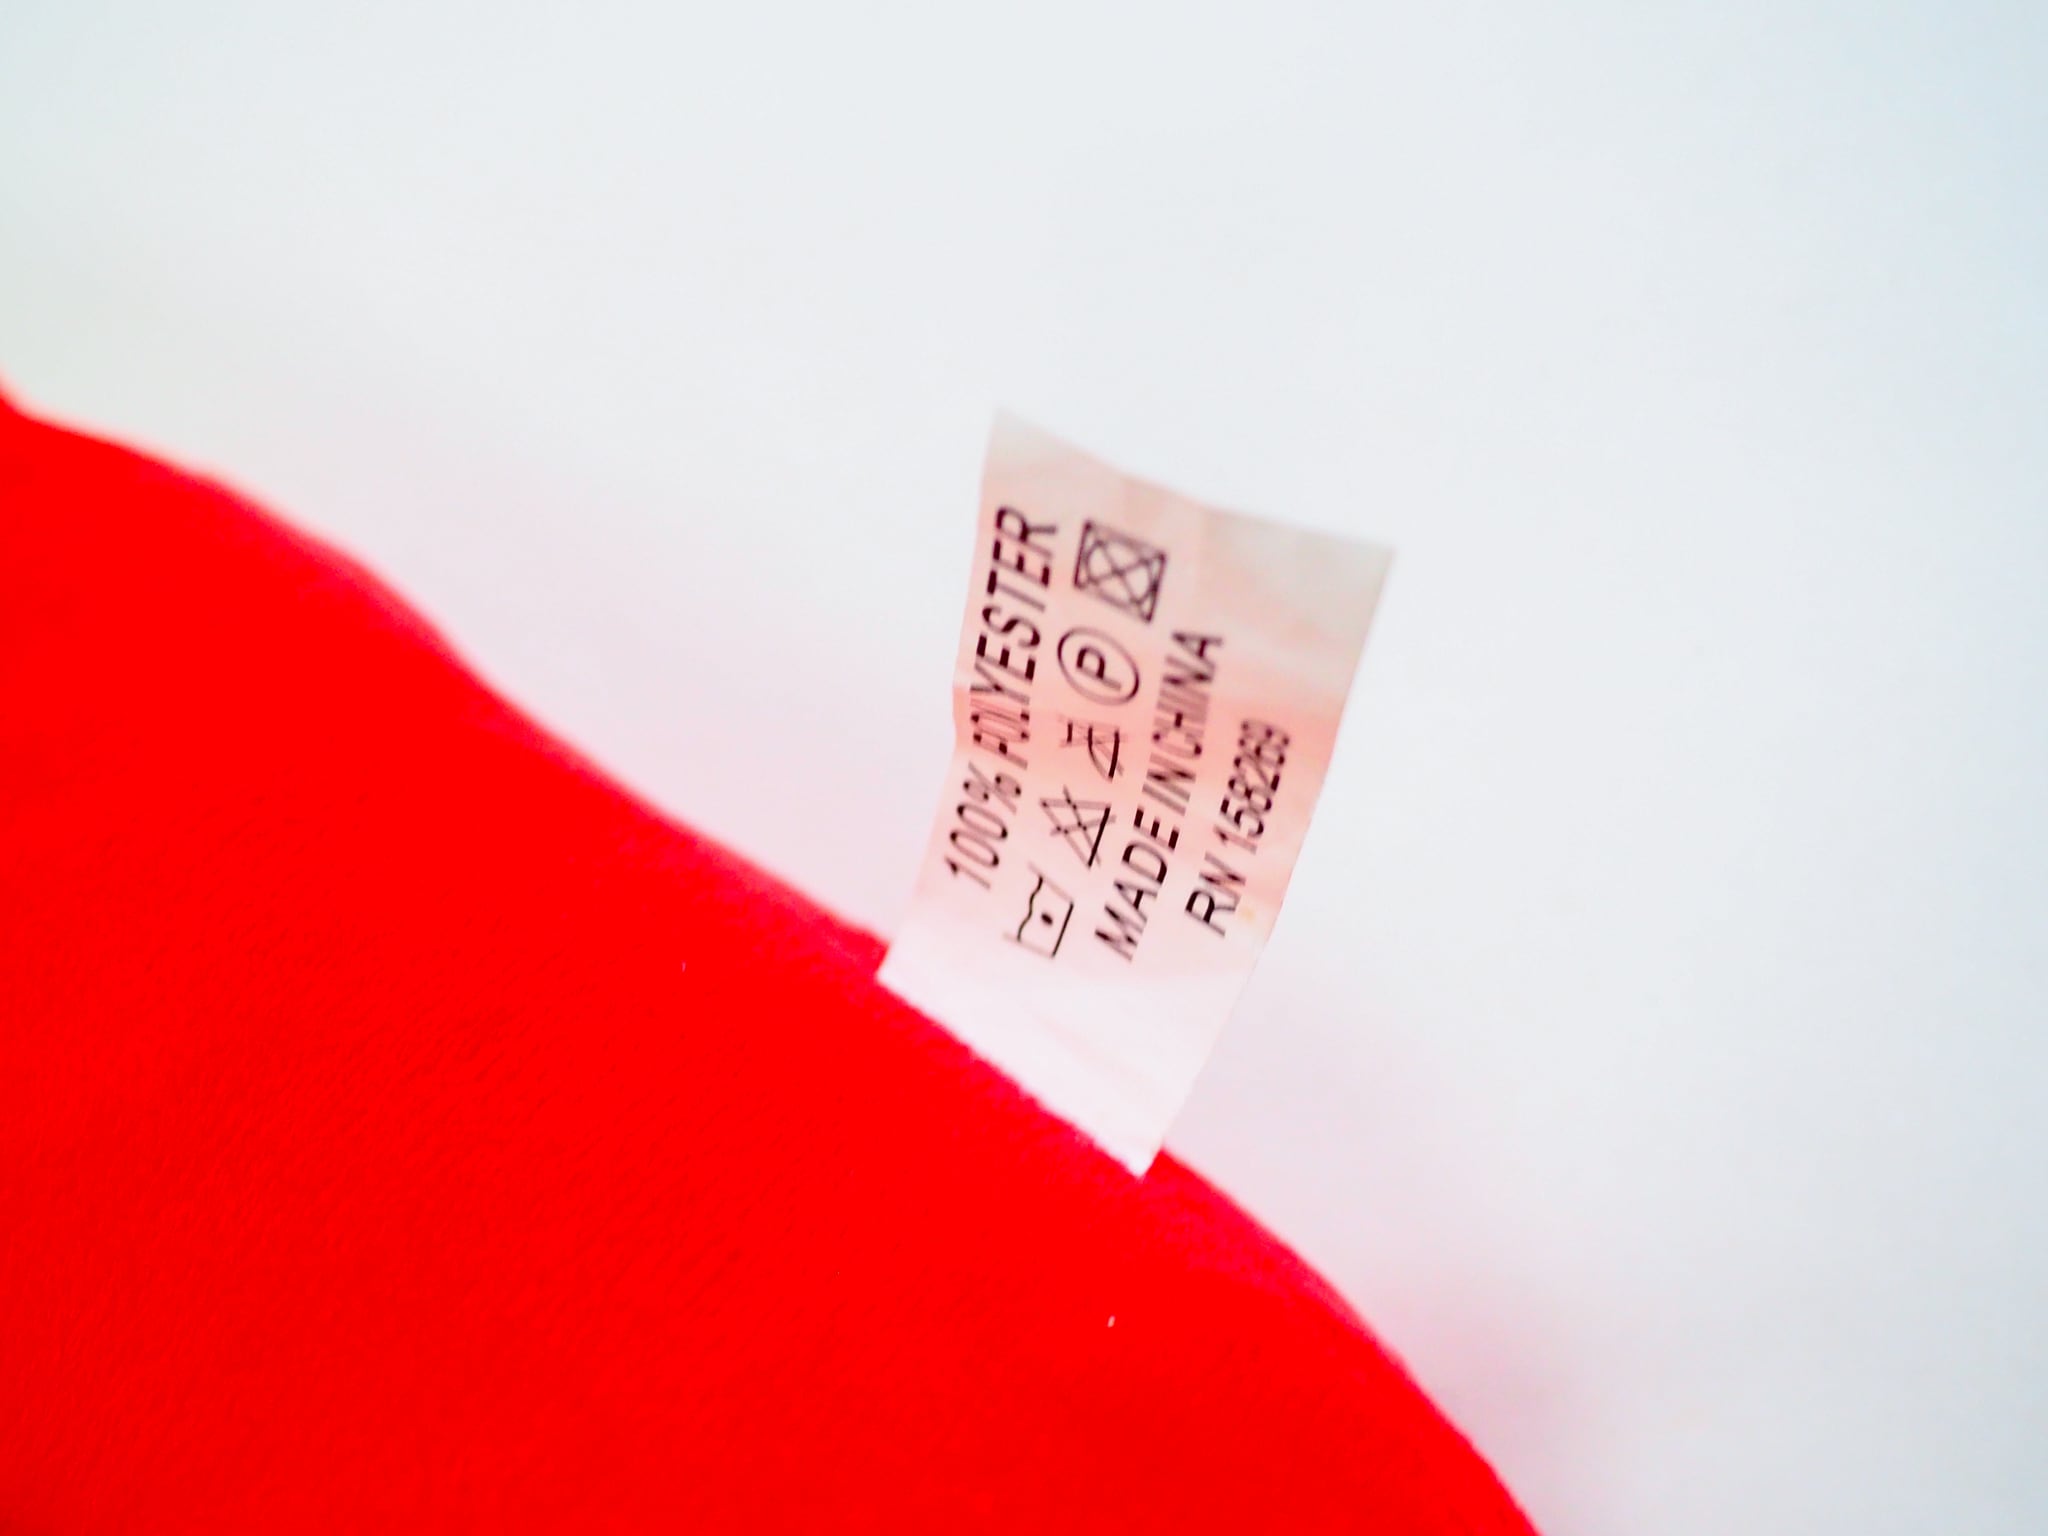 100% POLYESTER
P
MADE IN CHINA
RN 158269